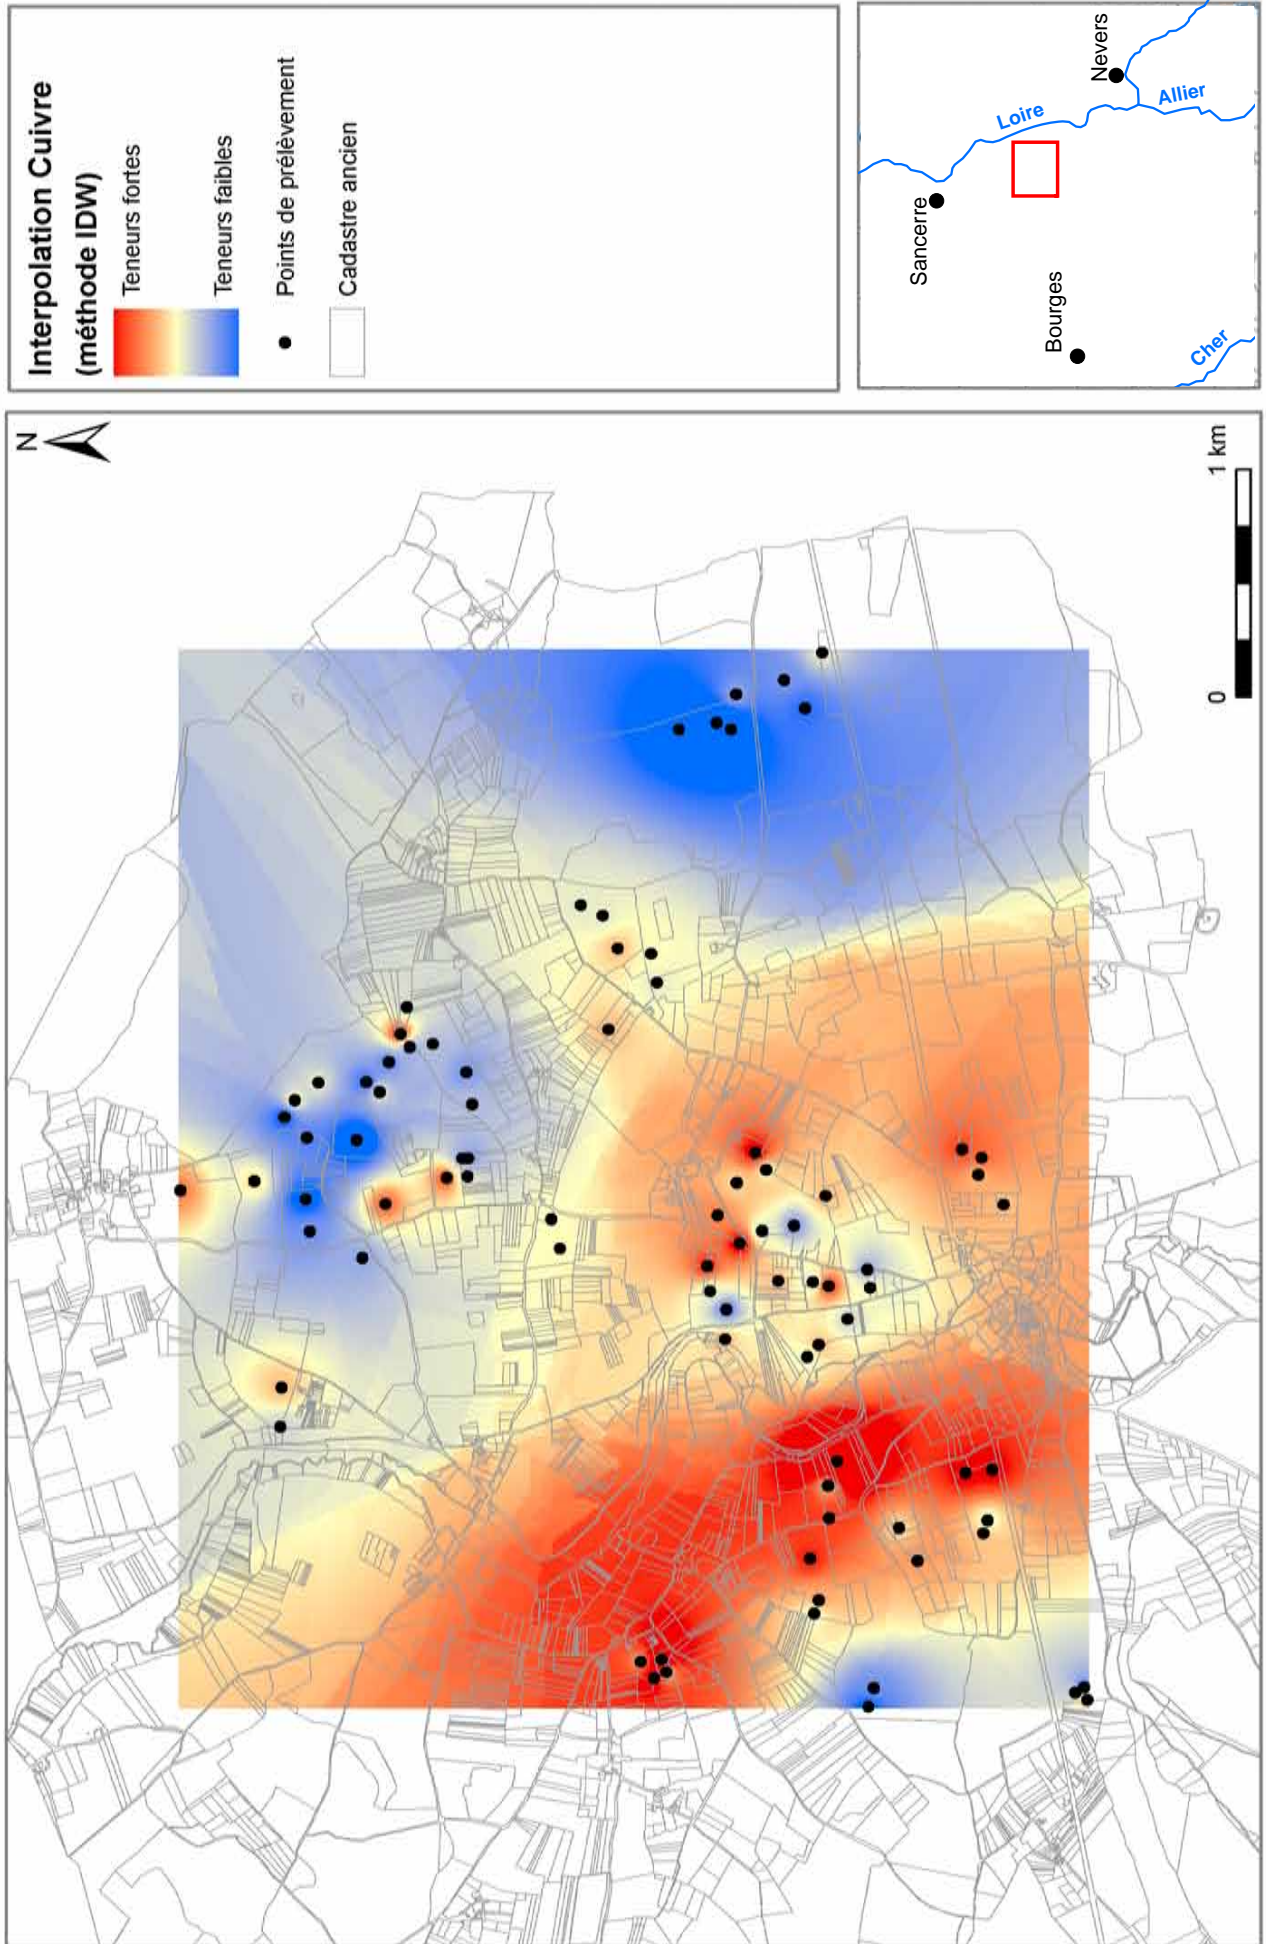 Interpolation Cuivre
(méthode IDW)
Teneurs fortes
Teneurs faibles
Points de prélèvement
Cadastre ancien
N
0
1 km
Nevers
Loire
Allier
Sancerre
Bourges
Cher